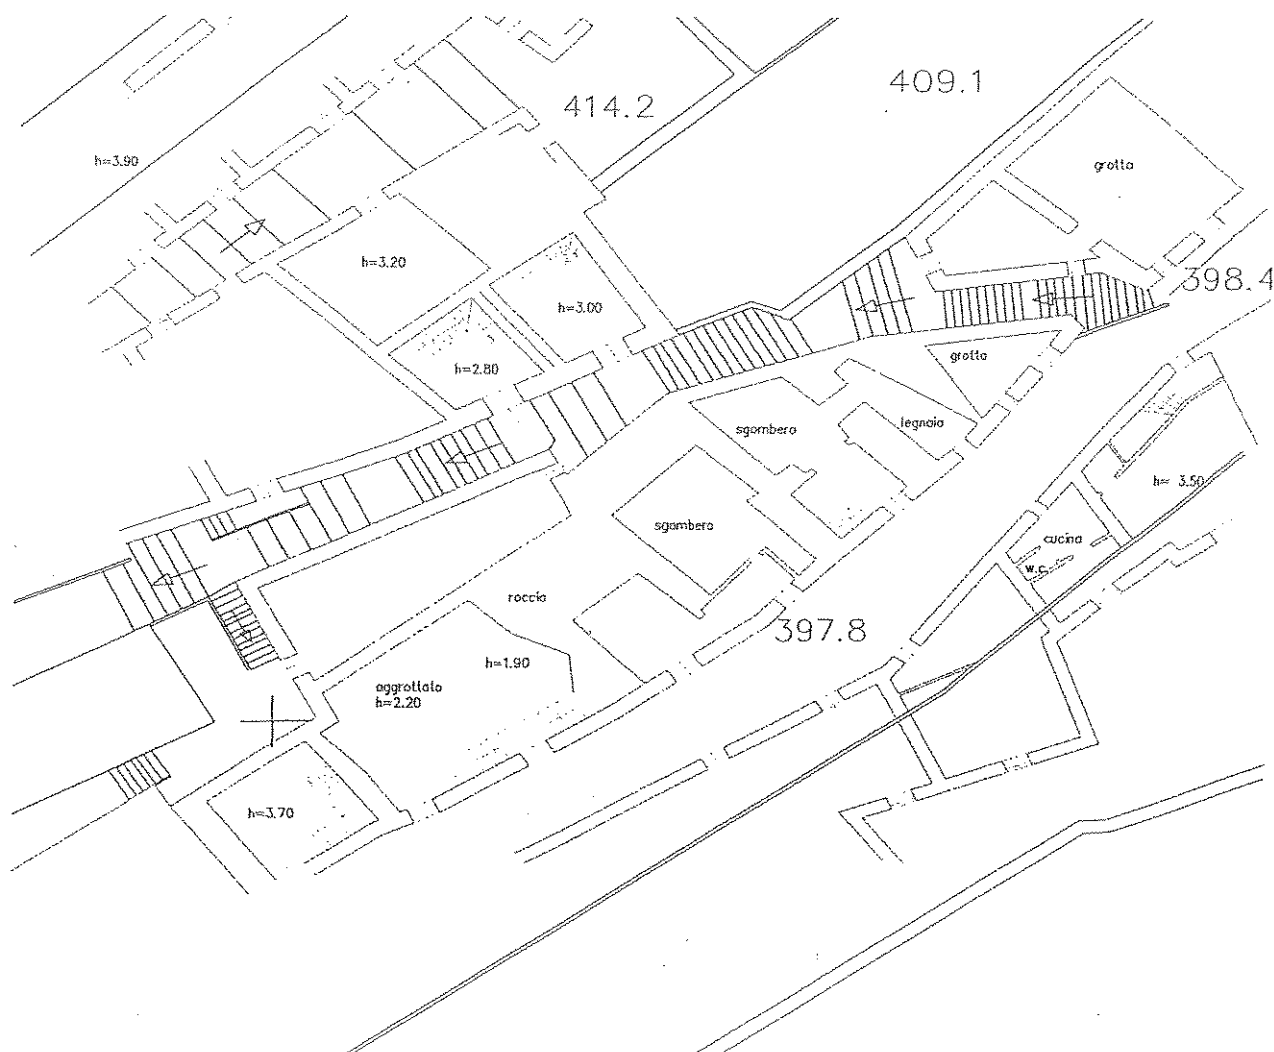 409.1
414.2
h=3.90
grotta
h=3.20
398.4
h=3.00
grotta
h=2.80
legnaia
sgombero
h= 3.50
sgombero
cucina
w.c.
roccia
397.8
h=1.90
aggrottato
h=2.20
h=3.70